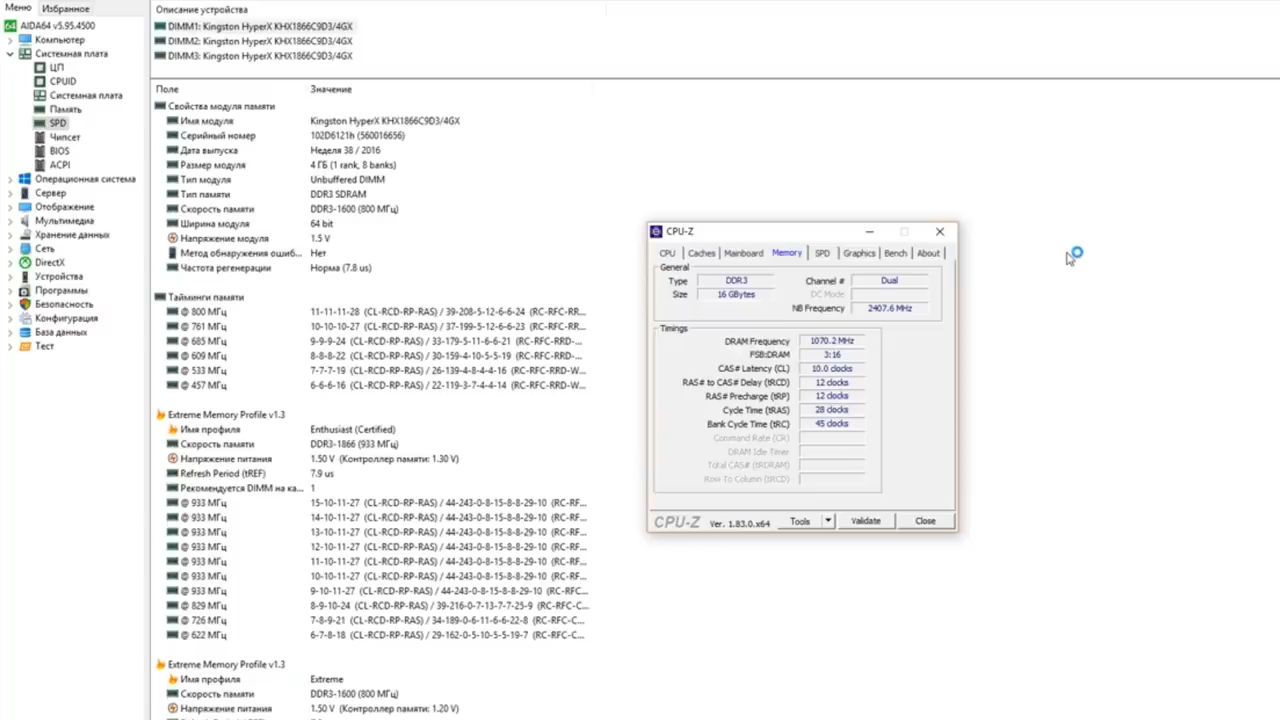 Меню Избранное
64 AIDA64 v5.95.4500
Компьютер
Системная плата
ЦП
CPUID
Системная плата
Память
SPD
Чипсет
BIOS
ACPI
Операционная система
Сервер
Отображение
Мультимедиа
Хранение данных
Сеть
DirectX
Устройства
Программы
Безопасность
Конфигурация
База данных
Тест
Описание устройства
DIMM1: Kingston HyperX KHX1866C9D3/4GX
DIMM2: Kingston HyperX KHX1866C9D3/4GX
DIMM3: Kingston HyperX KHX1866C9D3/4GX
Поле Значение
Свойства модуля памяти
Имя модуля Kingston HyperX KHX1866C9D3/4GX
Серийный номер 102D6121h (560016656)
Дата выпуска Неделя 38 / 2016
Размер модуля 4 ГБ (1 rank, 8 banks)
Тип модуля Unbuffered DIMM
Тип памяти DDR3 SDRAM
Скорость памяти DDR3-1600 (800 МГц)
Ширина модуля 64 bit
Напряжение модуля 1.5 V
Метод обнаружения ошиб... Нет
Частота регенерации Норма (7.8 us)
Тайминги памяти
@ 800 МГц 11-11-11-28 (CL-RCD-RP-RAS) / 39-208-5-12-6-6-24 (RC-RFC-RR...
@ 761 МГц 10-10-10-27 (CL-RCD-RP-RAS) / 37-199-5-12-6-6-23 (RC-RFC-RR...
@ 685 МГц 9-9-9-24 (CL-RCD-RP-RAS) / 33-179-5-11-6-6-21 (RC-RFC-RRD-...
@ 609 МГц 8-8-8-22 (CL-RCD-RP-RAS) / 30-159-4-10-5-5-19 (RC-RFC-RRD-...
@ 533 МГц 7-7-7-19 (CL-RCD-RP-RAS) / 26-139-4-8-4-4-16 (RC-RFC-RRD-W...
@ 457 МГц 6-6-6-16 (CL-RCD-RP-RAS) / 22-119-3-7-4-4-14 (RC-RFC-RRD-W...
Extreme Memory Profile v1.3
Имя профиля Enthusiast (Certified)
Скорость памяти DDR3-1866 (933 МГц)
Напряжение питания 1.50 V (Контроллер памяти: 1.30 V)
Refresh Period (tREF) 7.9 us
Рекомендуется DIMM на ка... 1
@ 933 МГц 15-10-11-27 (CL-RCD-RP-RAS) / 44-243-0-8-15-8-8-29-10 (RC-RF...
@ 933 МГц 14-10-11-27 (CL-RCD-RP-RAS) / 44-243-0-8-15-8-8-29-10 (RC-RF...
@ 933 МГц 13-10-11-27 (CL-RCD-RP-RAS) / 44-243-0-8-15-8-8-29-10 (RC-RF...
@ 933 МГц 12-10-11-27 (CL-RCD-RP-RAS) / 44-243-0-8-15-8-8-29-10 (RC-RF...
@ 933 МГц 11-10-11-27 (CL-RCD-RP-RAS) / 44-243-0-8-15-8-8-29-10 (RC-RF...
@ 933 МГц 10-10-11-27 (CL-RCD-RP-RAS) / 44-243-0-8-15-8-8-29-10 (RC-RF...
@ 933 МГц 9-10-11-27 (CL-RCD-RP-RAS) / 44-243-0-8-15-8-8-29-10 (RC-RF...
@ 829 МГц 8-9-10-24 (CL-RCD-RP-RAS) / 39-216-0-7-13-7-7-25-9 (RC-RFC-C...
@ 726 МГц 7-8-9-21 (CL-RCD-RP-RAS) / 34-189-0-6-11-6-6-22-8 (RC-RFC-C...
@ 622 МГц 6-7-8-18 (CL-RCD-RP-RAS) / 29-162-0-5-10-5-5-19-7 (RC-RFC-C...
Extreme Memory Profile v1.3
Имя профиля Extreme
Скорость памяти DDR3-1600 (800 МГц)
Напряжение питания 1.50 V (Контроллер памяти: 1.20 V)
CPU-Z
CPU Caches Mainboard Memory SPD Graphics Bench About
General
Type DDR3 Channel # Dual
Size 16 GBytes DC Mode
NB Frequency 2407.6 MHz
Timings
DRAM Frequency 1070.2 MHz
FSB:DRAM 3:16
CAS# Latency (CL) 10.0 clocks
RAS# to CAS# Delay (tRCD) 12 clocks
RAS# Precharge (tRP) 12 clocks
Cycle Time (tRAS) 28 clocks
Bank Cycle Time (tRC) 45 clocks
Command Rate (CR)
DRAM Idle Timer
Total CAS# (tRDRAM)
Row To Column (tRCD)
CPU-Z Ver. 1.83.0.x64 Tools Validate Close